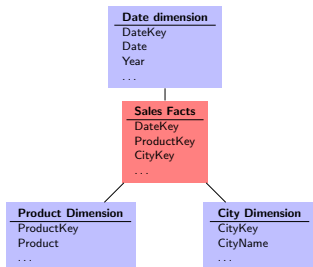 Date dimension
DateKey
Date
Year
...
Sales Facts
DateKey
ProductKey
CityKey
...
Product Dimension
ProductKey
Product
...
City Dimension
CityKey
CityName
...